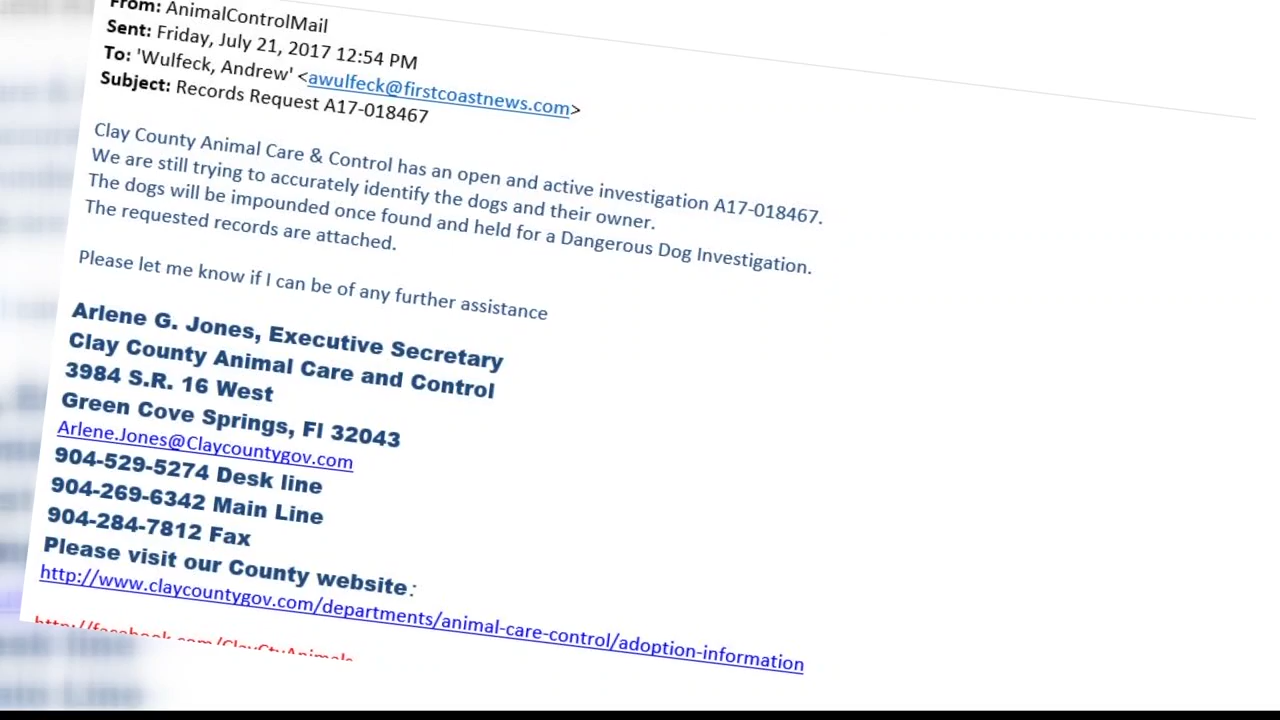 From: AnimalControlMail
Sent: Friday, July 21, 2017 12:54 PM
To: 'Wulfeck, Andrew' <awulfeck@firstcoastnews.com>
Subject: Records Request A17-018467
Clay County Animal Care & Control has an open and active investigation A17-018467.
We are still trying to accurately identify the dogs and their owner.
The dogs will be impounded once found and held for a Dangerous Dog Investigation.
The requested records are attached.
Please let me know if I can be of any further assistance
Arlene G. Jones, Executive Secretary
Clay County Animal Care and Control
3984 S.R. 16 West
Green Cove Springs, Fl 32043
Arlene.Jones@Claycountygov.com
904-529-5274 Desk line
904-269-6342 Main Line
904-284-7812 Fax
Please visit our County website:
http://www.claycountygov.com/departments/animal-care-control/adoption-information
http://facebook.com/ClayCtyAnimals